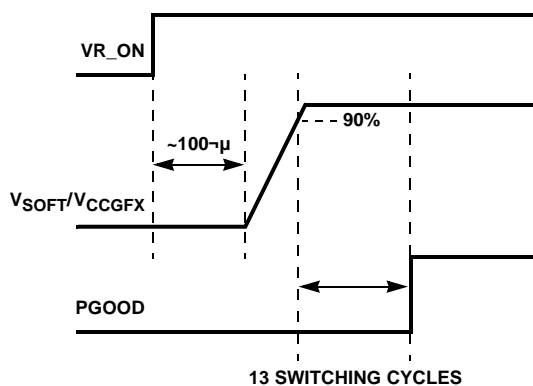 VR_ON
90%
~100¬µ
VSOFT/VCCGFX
PGOOD
13 SWITCHING CYCLES